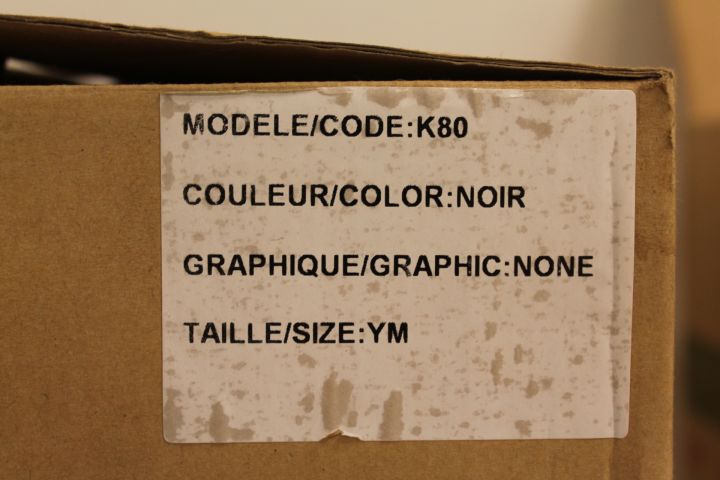 MODELE/CODE:K80
COULEUR/COLOR:NOIR
GRAPHIQUE/GRAPHIC:NONE
TAILLE/SIZE:YM